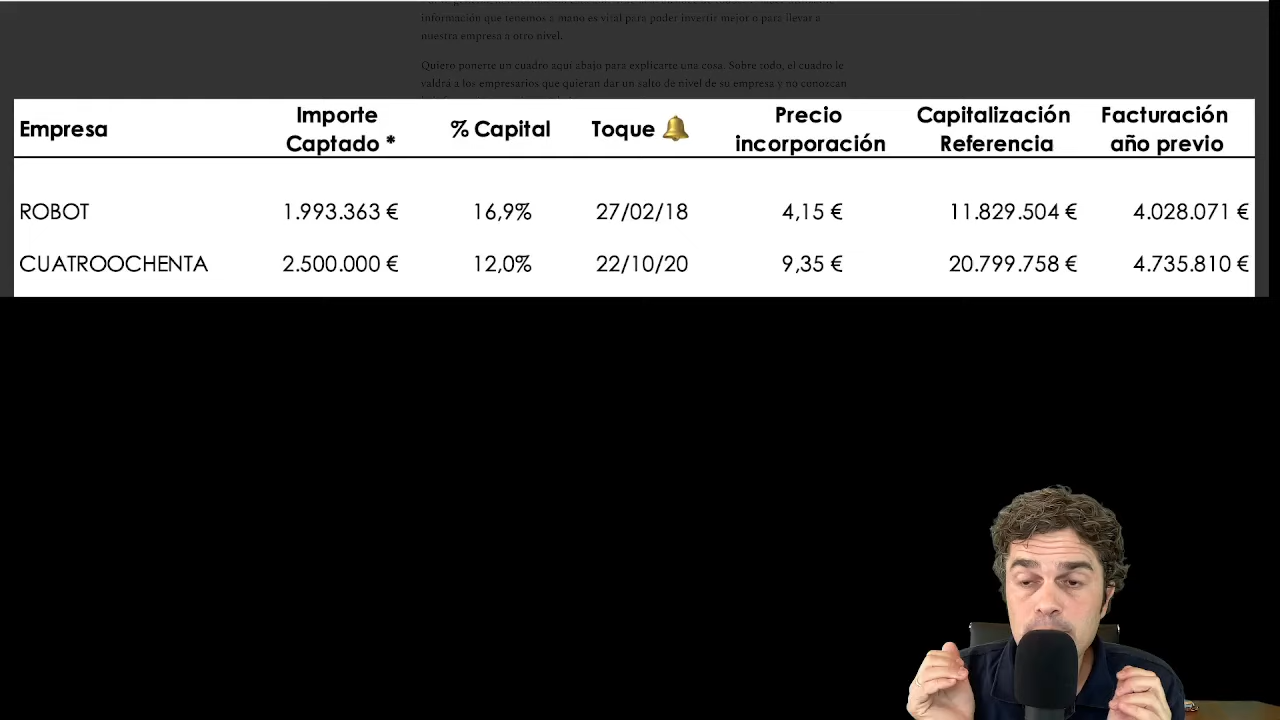 información que tenemos a mano es vital para poder invertir mejor o para llevar a
nuestra empresa a otro nivel.
Quiero ponerte un cuadro aquí abajo para explicarte una cosa. Sobre todo, el cuadro le
valdrá a los empresarios que quieran dar un salto de nivel de su empresa y no conozcan
Empresa Importe Captado * % Capital Toque 🔔 Precio incorporación Capitalización Referencia Facturación año previo
ROBOT 1.993.363 € 16,9% 27/02/18 4,15 € 11.829.504 € 4.028.071 €
CUATROOCHENTA 2.500.000 € 12,0% 22/10/20 9,35 € 20.799.758 € 4.735.810 €